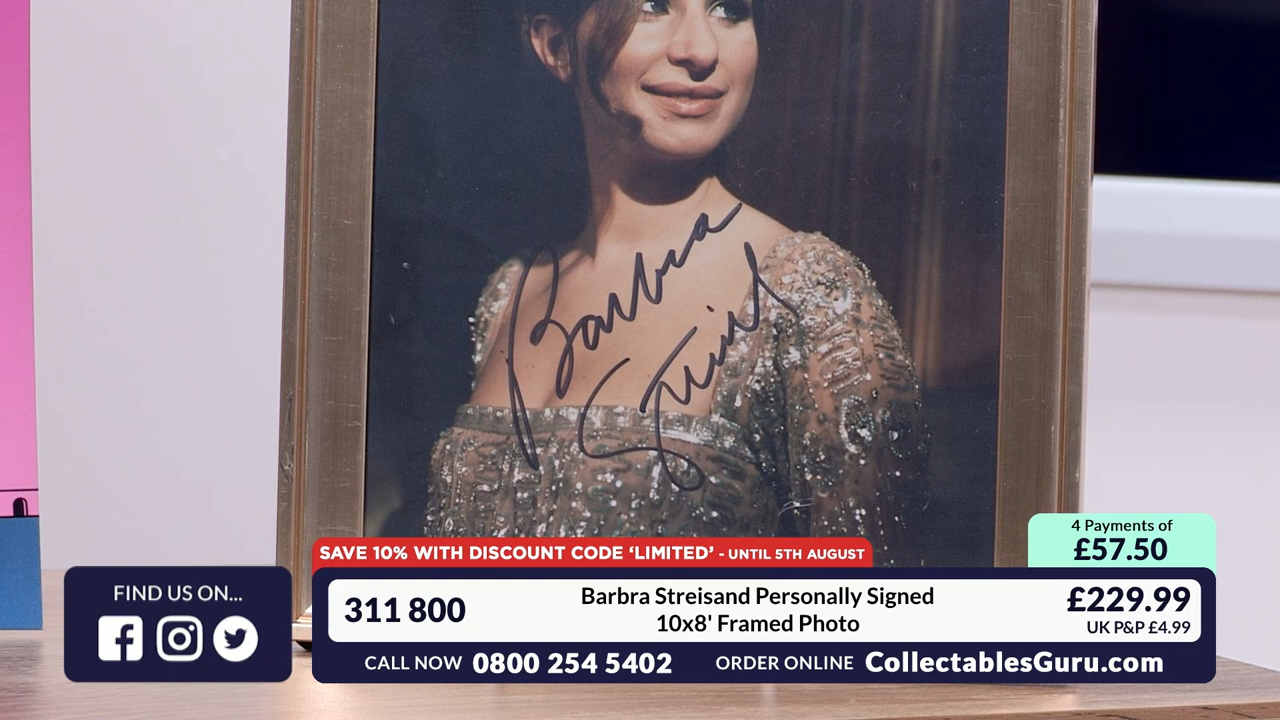 Barbra
SAVE 10% WITH DISCOUNT CODE ‘LIMITED’ - UNTIL 5TH AUGUST
4 Payments of
£57.50
FIND US ON...
311 800
Barbra Streisand Personally Signed
10x8' Framed Photo
£229.99
UK P&P £4.99
CALL NOW 0800 254 5402
ORDER ONLINE CollectablesGuru.com